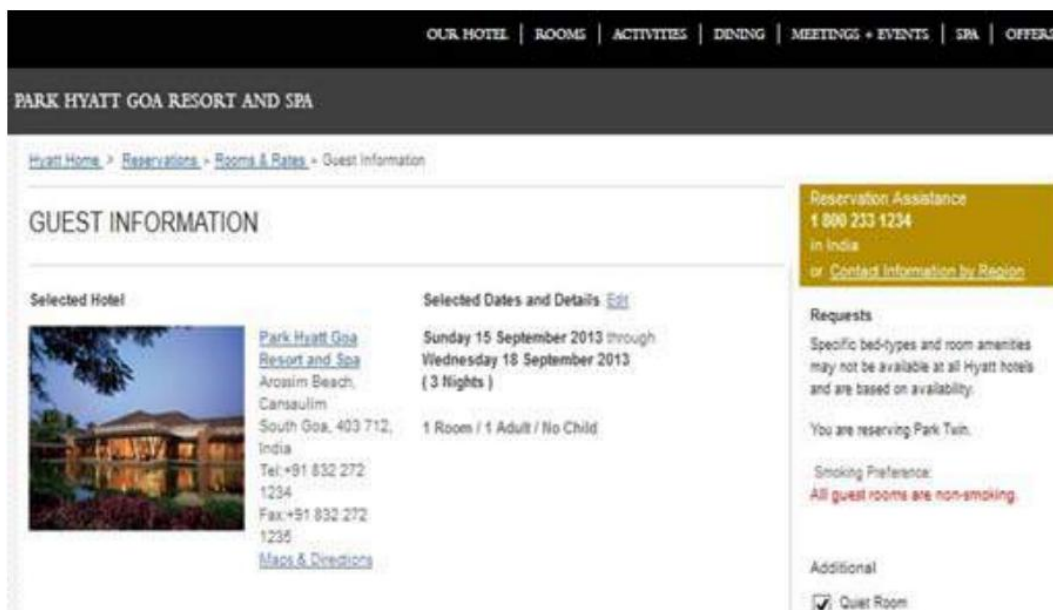 OUR HOTEL | ROOMS | ACTIVITIES | DINING | MEETINGS + EVENTS | SPA | OFFERS
PARK HYATT GOA RESORT AND SPA
Hyatt Home > Reservations > Rooms & Rates > Guest Information
GUEST INFORMATION
Selected Hotel
Park Hyatt Goa
Resort and Spa
Arossim Beach,
Cansaulim
South Goa, 403 712,
India
Tel:+91 832 272
1234
Fax:+91 832 272
1235
Maps & Directions
Selected Dates and Details Edit
Sunday 15 September 2013 through
Wednesday 18 September 2013
( 3 Nights )
1 Room / 1 Adult / No Child
Reservation Assistance
1 800 233 1234
in India
or Contact Information by Region
Requests
Specific bed-types and room amenities
may not be available at all Hyatt hotels
and are based on availability.
You are reserving Park Twin.
Smoking Preference:
All guest rooms are non-smoking.
Additional
Quiet Room